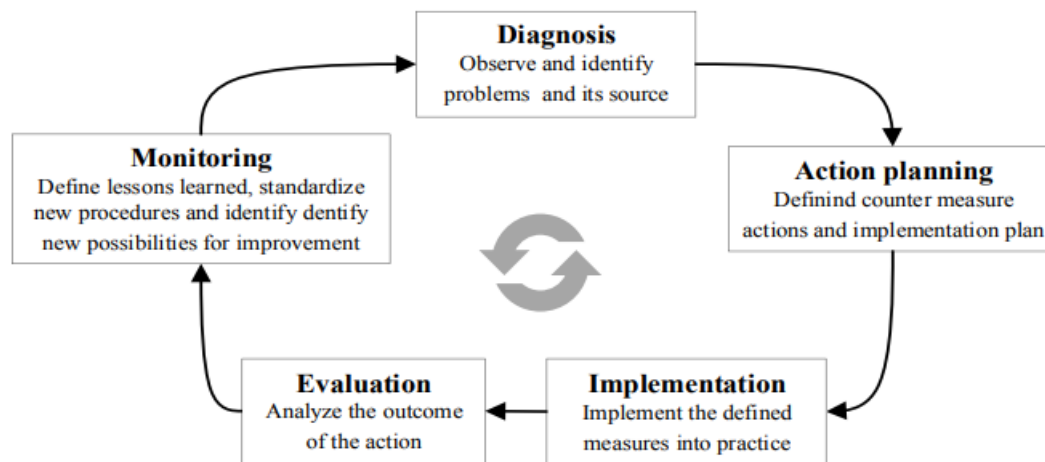 Diagnosis
Observe and identify
problems and its source
Action planning
Definind counter measure
actions and implementation plan
Implementation
Implement the defined
measures into practice
Evaluation
Analyze the outcome
of the action
Monitoring
Define lessons learned, standardize
new procedures and identify dentify
new possibilities for improvement